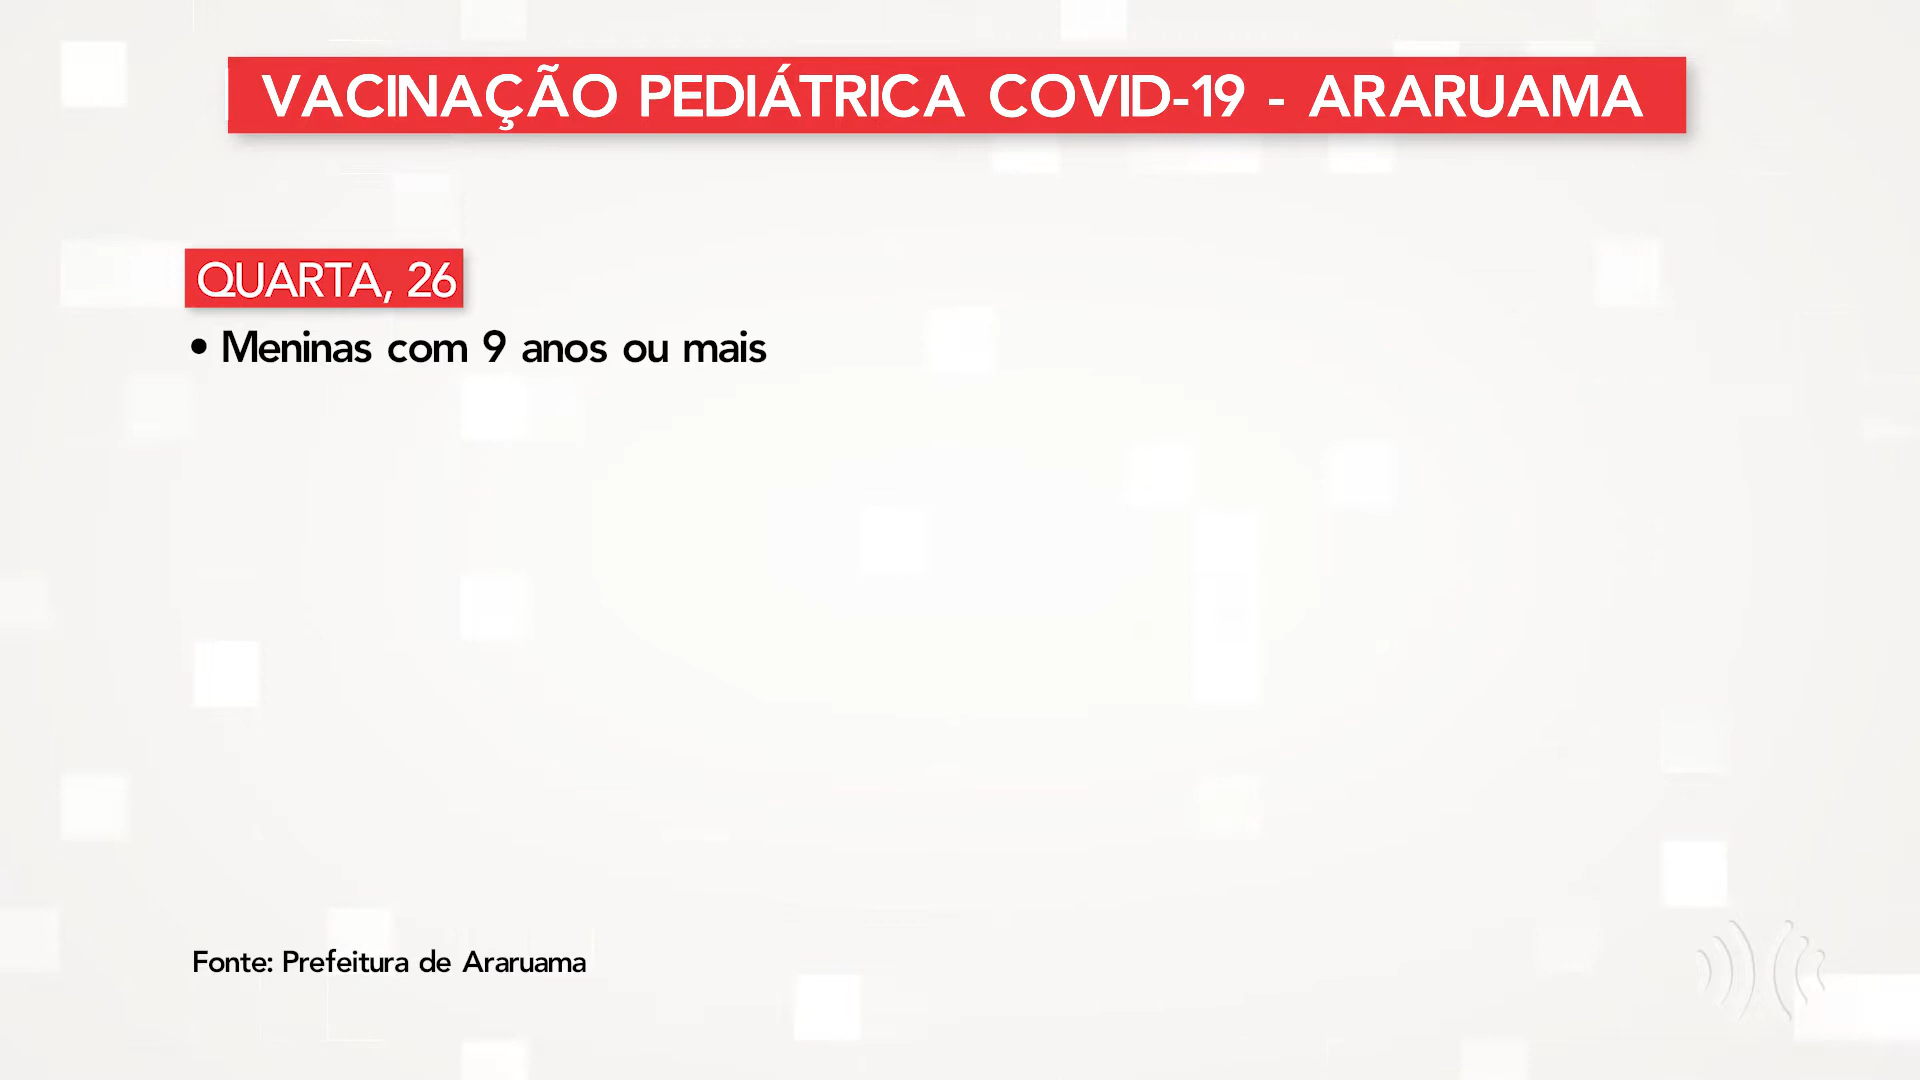 VACINAÇÃO PEDIÁTRICA COVID-19 - ARARUAMA
QUARTA, 26
• Meninas com 9 anos ou mais
Fonte: Prefeitura de Araruama